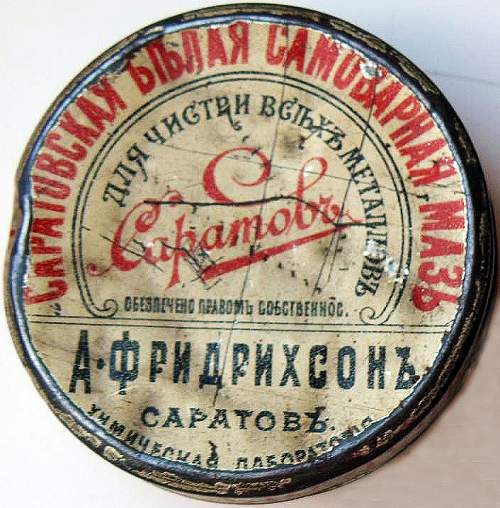 САРАТОВСКАЯ БѢЛАЯ САМОВАРНАЯ МАЗЬ
ДЛЯ ЧИСТКИ ВСѢХЪ МЕТАЛЛОВЪ
С
Саратовъ
ОБЕЗПЕЧЕНО ПРАВОМЪ СОБСТВЕННОС.
А. ФРИДРИХСОНЪ.
САРАТОВЪ.
ХИМИЧЕСКАЯ ЛАБОРАТОРІЯ